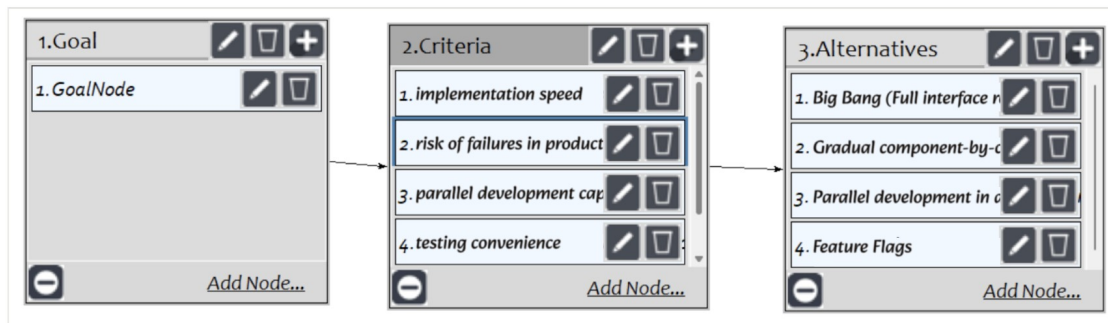 1.Goal
1.GoalNode
Add Node...
2.Criteria
1. implementation speed
2. risk of failures in product
3. parallel development cap
4. testing convenience
Add Node...
3.Alternatives
1. Big Bang (Full interface r
2. Gradual component-by-c
3. Parallel development in a
4. Feature Flags
Add Node...